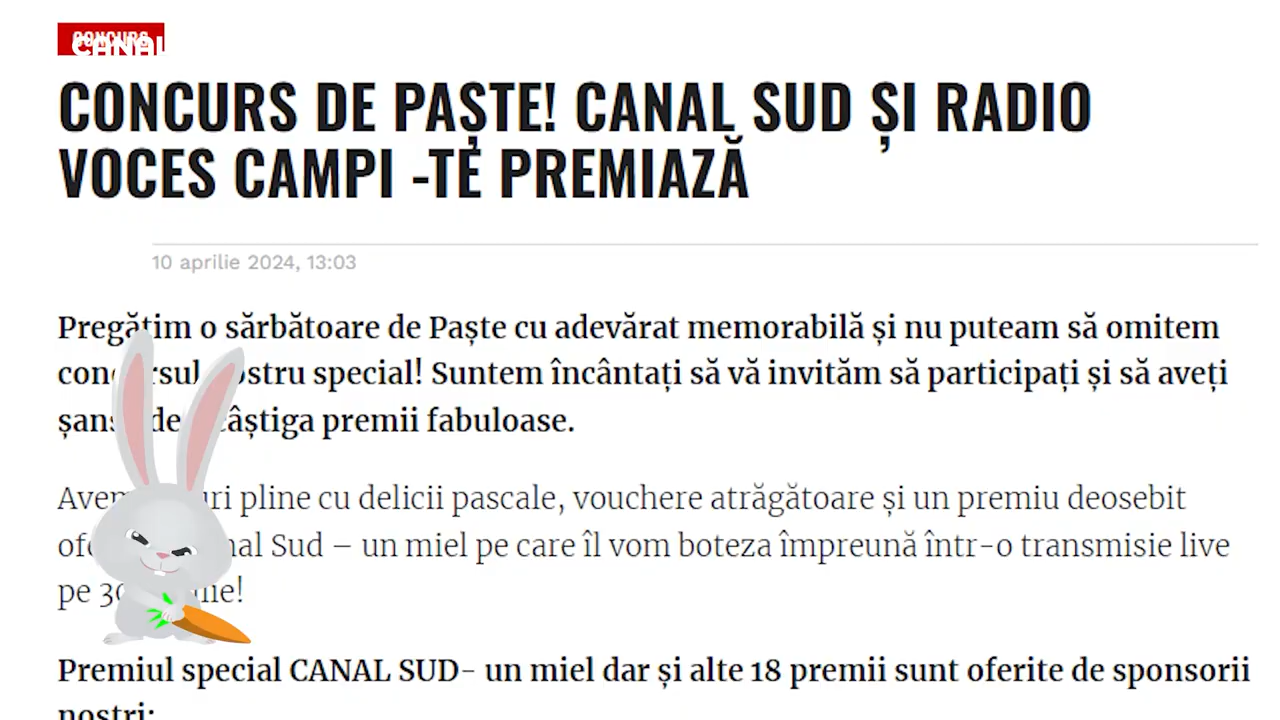 CONCURS
CANAL
CONCURS DE PAȘTE! CANAL SUD ȘI RADIO
VOCES CAMPI -TE PREMIAZĂ
10 aprilie 2024, 13:03
Pregătim o sărbătoare de Paște cu adevărat memorabilă și nu puteam să omitem
nostru special! Suntem încântați să vă invităm să participați și să aveți
câștiga premii fabuloase.
pline cu delicii pascale, vouchere atrăgătoare și un premiu deosebit
Sud – un miel pe care îl vom boteza împreună într-o transmisie live
pe
Premiul special CANAL SUD- un miel dar și alte 18 premii sunt oferite de sponsorii
noștri: